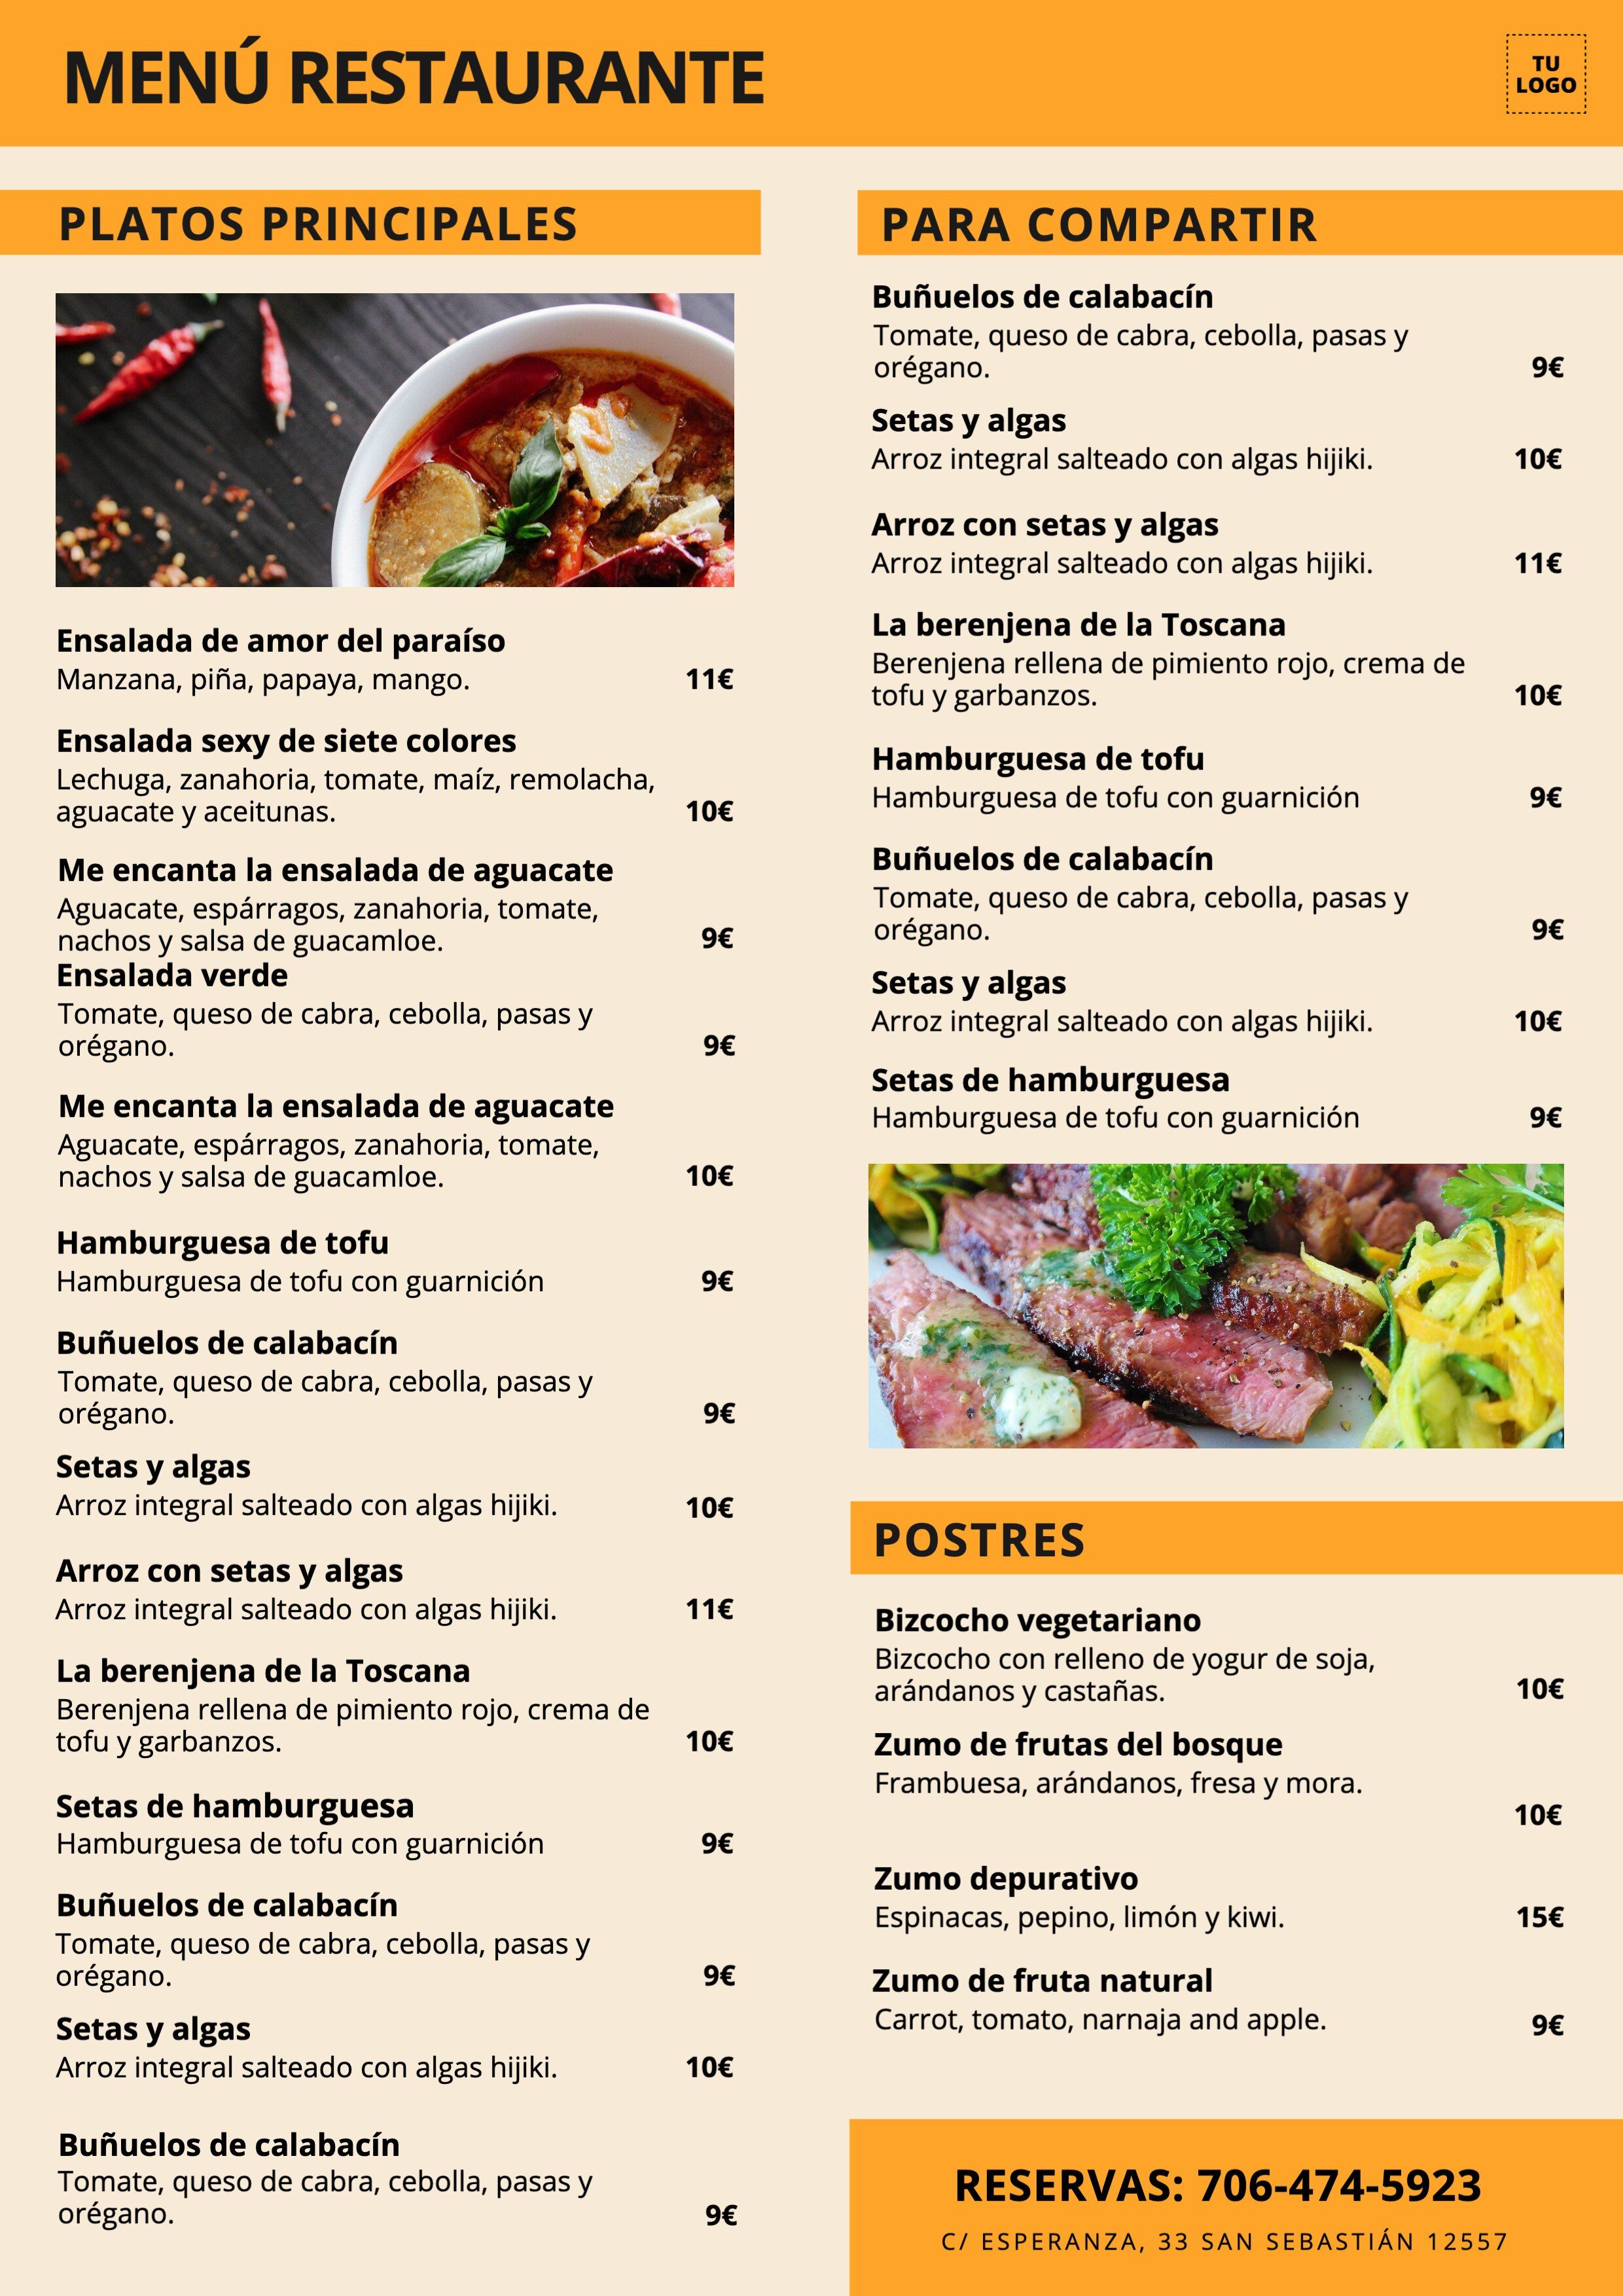 MENÚ RESTAURANTE
TU
LOGO
PLATOS PRINCIPALES
Ensalada de amor del paraíso
Manzana, piña, papaya, mango. 11€
Ensalada sexy de siete colores
Lechuga, zanahoria, tomate, maíz, remolacha,
aguacate y aceitunas. 10€
Me encanta la ensalada de aguacate
Aguacate, espárragos, zanahoria, tomate,
nachos y salsa de guacamloe. 9€
Ensalada verde
Tomate, queso de cabra, cebolla, pasas y
orégano. 9€
Me encanta la ensalada de aguacate
Aguacate, espárragos, zanahoria, tomate,
nachos y salsa de guacamloe. 10€
Hamburguesa de tofu
Hamburguesa de tofu con guarnición 9€
Buñuelos de calabacín
Tomate, queso de cabra, cebolla, pasas y
orégano. 9€
Setas y algas
Arroz integral salteado con algas hijiki. 10€
Arroz con setas y algas
Arroz integral salteado con algas hijiki. 11€
La berenjena de la Toscana
Berenjena rellena de pimiento rojo, crema de
tofu y garbanzos. 10€
Setas de hamburguesa
Hamburguesa de tofu con guarnición 9€
Buñuelos de calabacín
Tomate, queso de cabra, cebolla, pasas y
orégano. 9€
Setas y algas
Arroz integral salteado con algas hijiki. 10€
Buñuelos de calabacín
Tomate, queso de cabra, cebolla, pasas y
orégano. 9€
PARA COMPARTIR
Buñuelos de calabacín
Tomate, queso de cabra, cebolla, pasas y
orégano. 9€
Setas y algas
Arroz integral salteado con algas hijiki. 10€
Arroz con setas y algas
Arroz integral salteado con algas hijiki. 11€
La berenjena de la Toscana
Berenjena rellena de pimiento rojo, crema de
tofu y garbanzos. 10€
Hamburguesa de tofu
Hamburguesa de tofu con guarnición 9€
Buñuelos de calabacín
Tomate, queso de cabra, cebolla, pasas y
orégano. 9€
Setas y algas
Arroz integral salteado con algas hijiki. 10€
Setas de hamburguesa
Hamburguesa de tofu con guarnición 9€
POSTRES
Bizcocho vegetariano
Bizcocho con relleno de yogur de soja,
arándanos y castañas. 10€
Zumo de frutas del bosque
Frambuesa, arándanos, fresa y mora.
10€
Zumo depurativo
Espinacas, pepino, limón y kiwi. 15€
Zumo de fruta natural
Carrot, tomato, narnaja and apple. 9€
RESERVAS: 706-474-5923
C/ ESPERANZA, 33 SAN SEBASTIÁN 12557